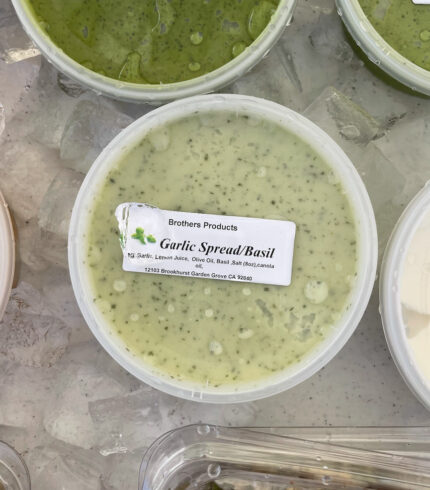 Brothers Products
Garlic Spread/Basil
Garlic, Lemon Juice, Olive Oil, Basil ,Salt (8oz),canola
oil,
12103 Brookhurst Garden Grove CA 92840